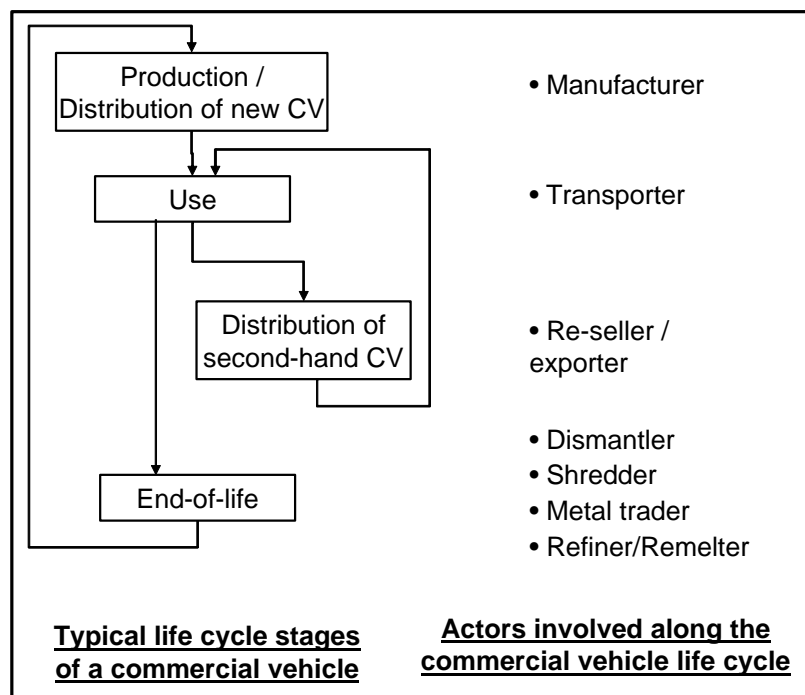 Production /
Distribution of new CV
• Manufacturer
Use
• Transporter
Distribution of
second-hand CV
• Re-seller /
exporter
• Dismantler
• Shredder
End-of-life
• Metal trader
• Refiner/Remelter
Typical life cycle stages
of a commercial vehicle
Actors involved along the
commercial vehicle life cycle